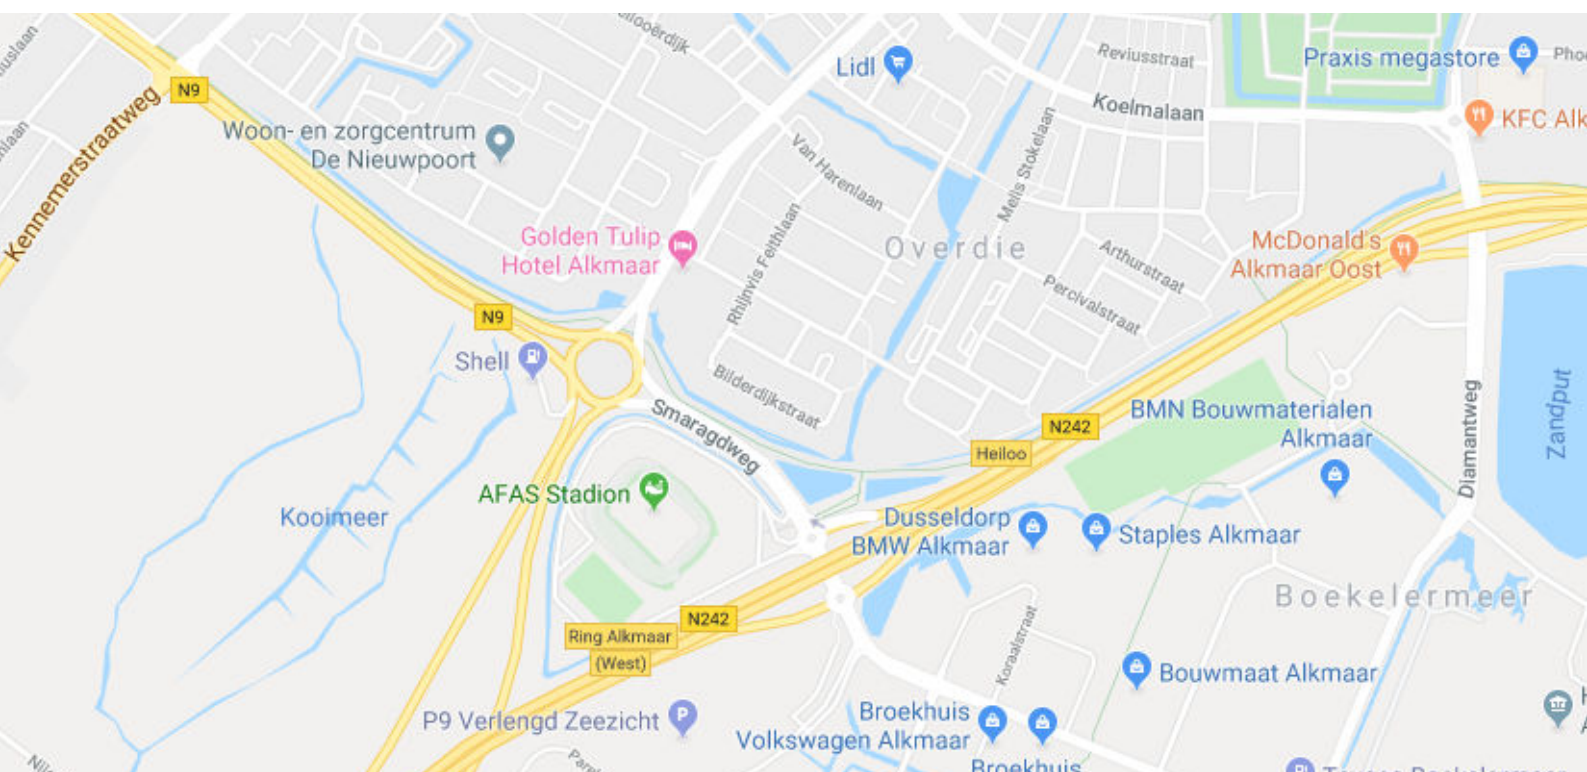 Lidl
Reviusstraat
Praxis megastore
N9
Koelmalaan
KFC Alk
Woon- en zorgcentrum
De Nieuwpoort
Kennemerstraatweg
Van Harenlaan
Melis Stokelaan
Golden Tulip
Hotel Alkmaar
Rhijnvis Feithlaan
Overdie
Arthurstraat
McDonald's
Alkmaar Oost
Percivalstraat
N9
Shell
Bilderdijkstraat
Smaragdweg
N242
Heiloo
BMN Bouwmaterialen
Alkmaar
Diamantweg
Zandput
AFAS Stadion
Kooimeer
Dusseldorp
BMW Alkmaar
Staples Alkmaar
Boekelermeer
N242
Ring Alkmaar
(West)
Koraalstraat
Bouwmaat Alkmaar
P9 Verlengd Zeezicht
P
Broekhuis
Volkswagen Alkmaar
Broekhuis